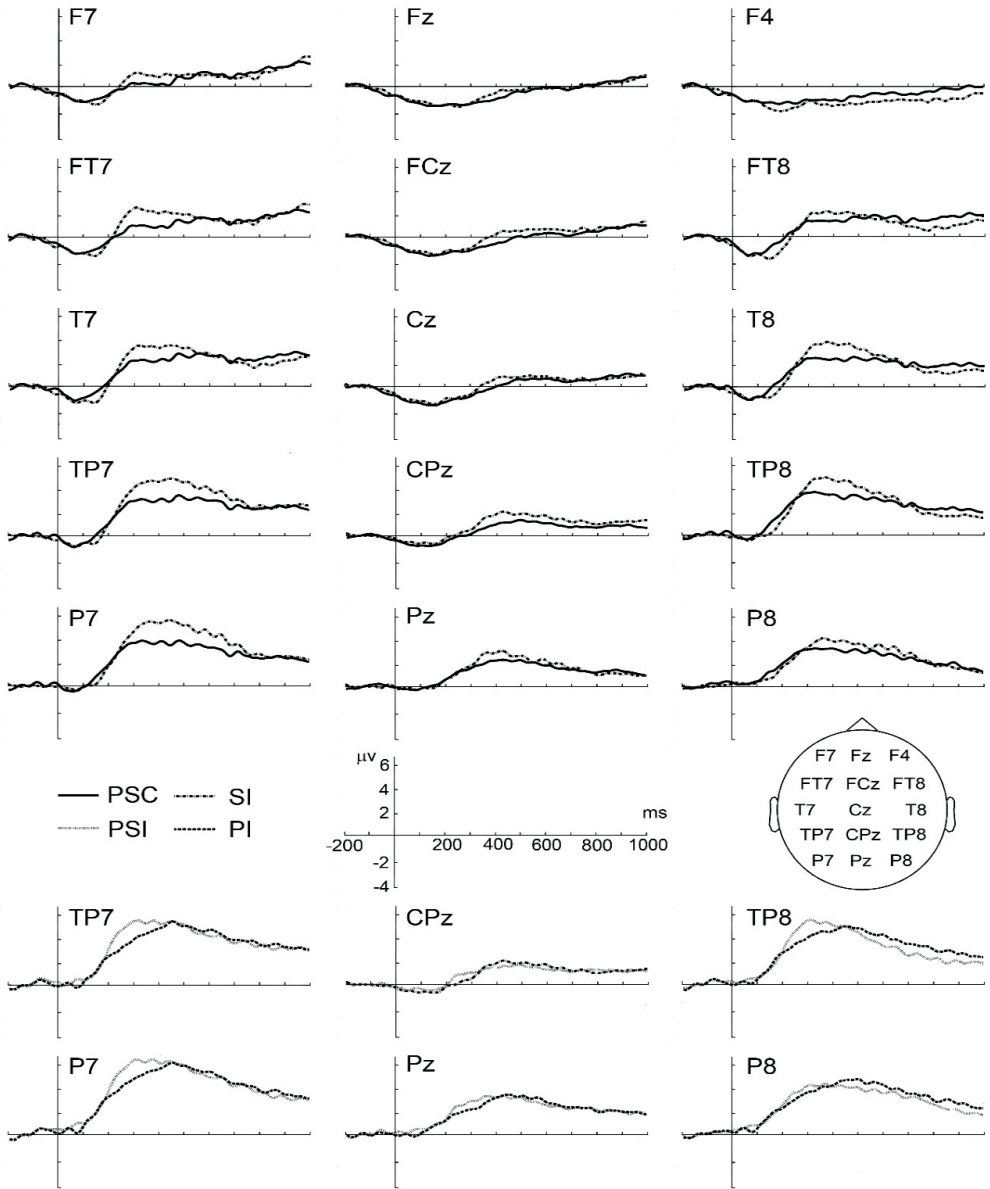 F7 Fz F4
FT7 FCz FT8
T7 Cz T8
TP7 CPz TP8
P7 Pz P8
PSC SI
PSI PI
μv
6
4
2
ms
-200 0 200 400 600 800 1000
-2
-4
F7 Fz F4
FT7 FCz FT8
T7 Cz T8
TP7 CPz TP8
P7 Pz P8
TP7 CPz TP8
P7 Pz P8